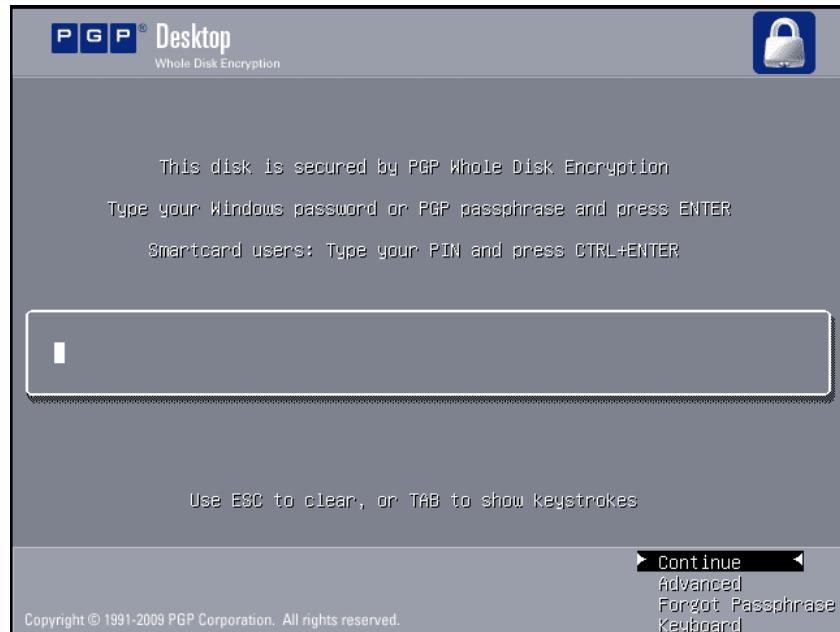 PGP® Desktop
Whole Disk Encryption
This disk is secured by PGP Whole Disk Encryption
Type your Windows password or PGP passphrase and press ENTER
Smartcard users: Type your PIN and press CTRL+ENTER
Use ESC to clear, or TAB to show keystrokes
Continue
Advanced
Forgot Passphrase
Keyboard
Copyright © 1991-2009 PGP Corporation. All rights reserved.